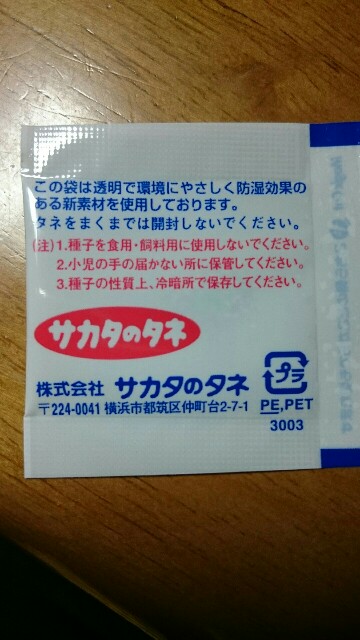 この袋は透明で環境にやさしく防湿効果の
ある新素材を使用しております。
タネをまくまでは開封しないでください。
(注)1.種子を食用・飼料用に使用しないでください。
2.小児の手の届かない所に保管してください。
3.種子の性質上、冷暗所で保存してください。
サカタのタネ
株式会社 サカタのタネ
〒224-0041 横浜市都筑区仲町台2-7-1
プラ
PE,PET
3003